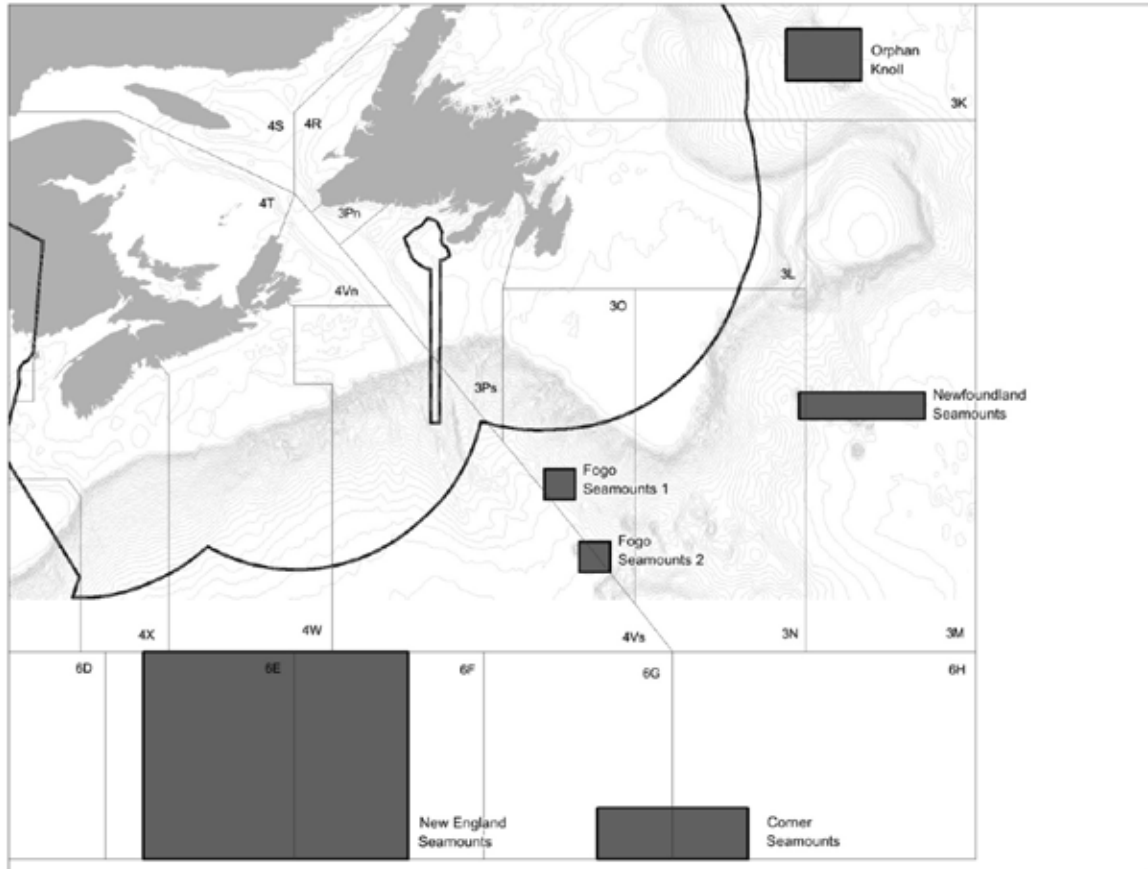 Orphan
Knoll
3K
4S
4R
4T
3Pn
3L
4Vn
3O
3Ps
Newfoundland
Seamounts
Fogo
Seamounts 1
Fogo
Seamounts 2
4X
4W
4Vs
3N
3M
6D
6E
6F
6G
6H
New England
Seamounts
Corner
Seamounts